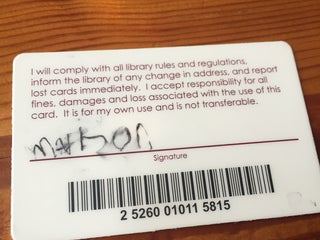 I will comply with all library rules and regulations,
inform the library of any change in address, and report
lost cards immediately. I accept responsibility for all
fines, damages and loss associated with the use of this
card. It is for my own use and is not transferable.
Signature
2 5260 01011 5815